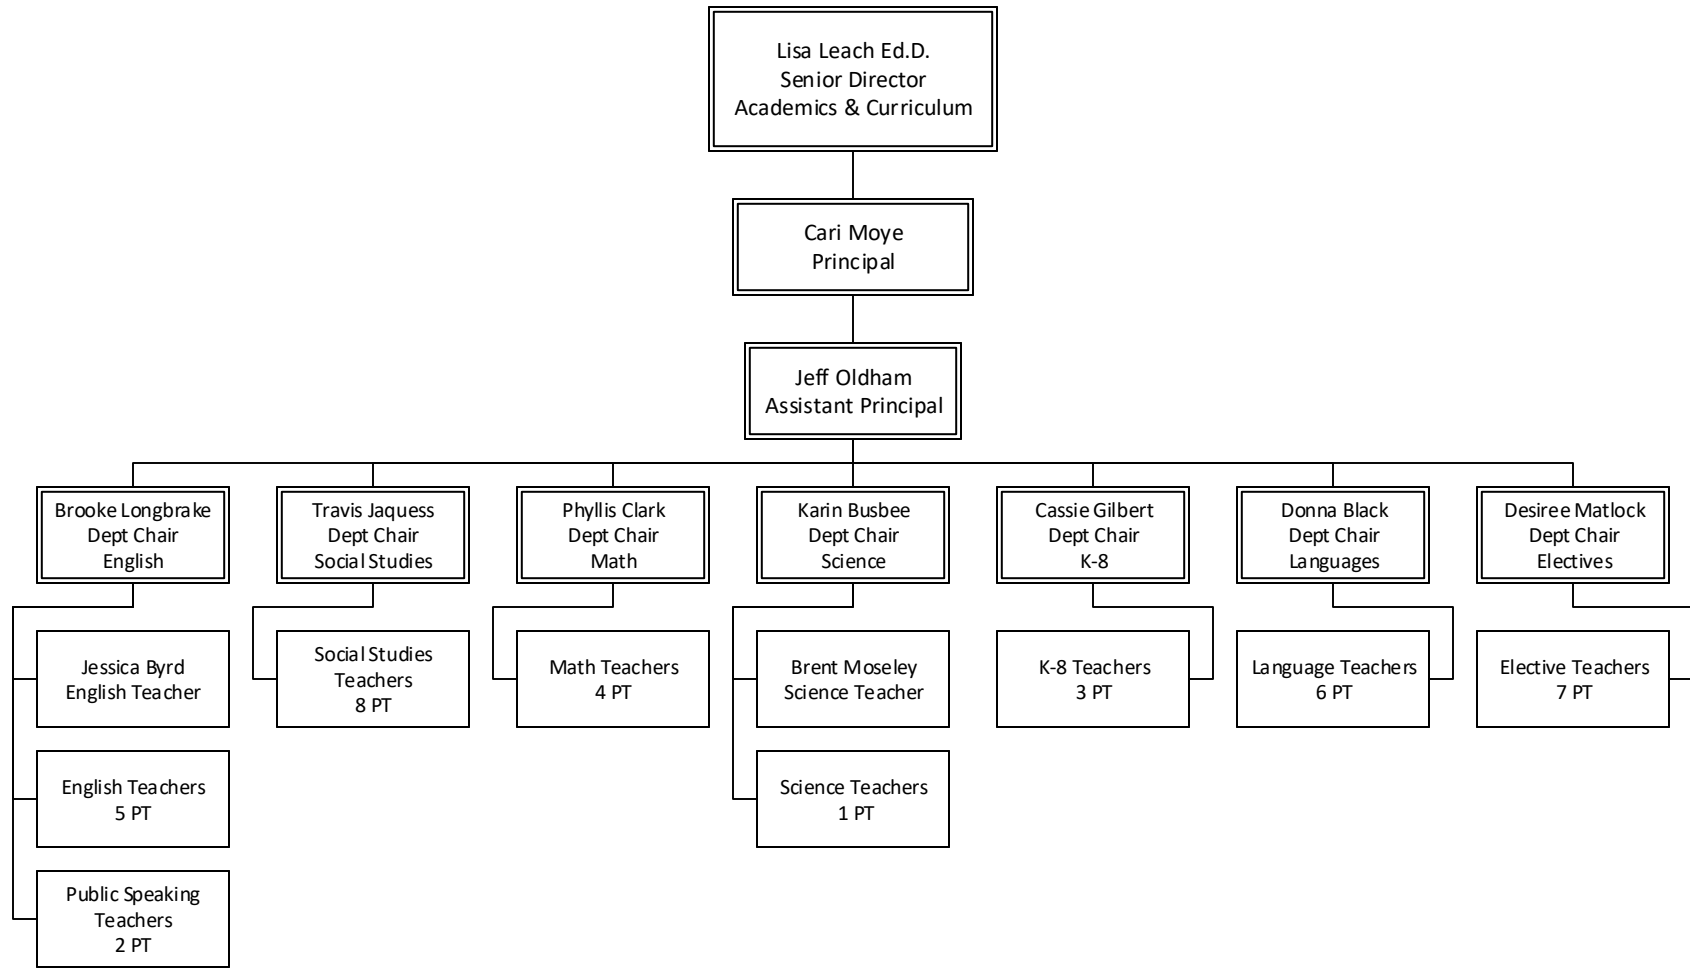 Lisa Leach Ed.D.
Senior Director
Academics & Curriculum
Cari Moye
Principal
Jeff Oldham
Assistant Principal
Brooke Longbrake
Dept Chair
English
Travis Jaquess
Dept Chair
Social Studies
Phyllis Clark
Dept Chair
Math
Karin Busbee
Dept Chair
Science
Cassie Gilbert
Dept Chair
K-8
Donna Black
Dept Chair
Languages
Desiree Matlock
Dept Chair
Electives
Jessica Byrd
English Teacher
Social Studies
Teachers
8 PT
Math Teachers
4 PT
Brent Moseley
Science Teacher
K-8 Teachers
3 PT
Language Teachers
6 PT
Elective Teachers
7 PT
English Teachers
5 PT
Science Teachers
1 PT
Public Speaking
Teachers
2 PT